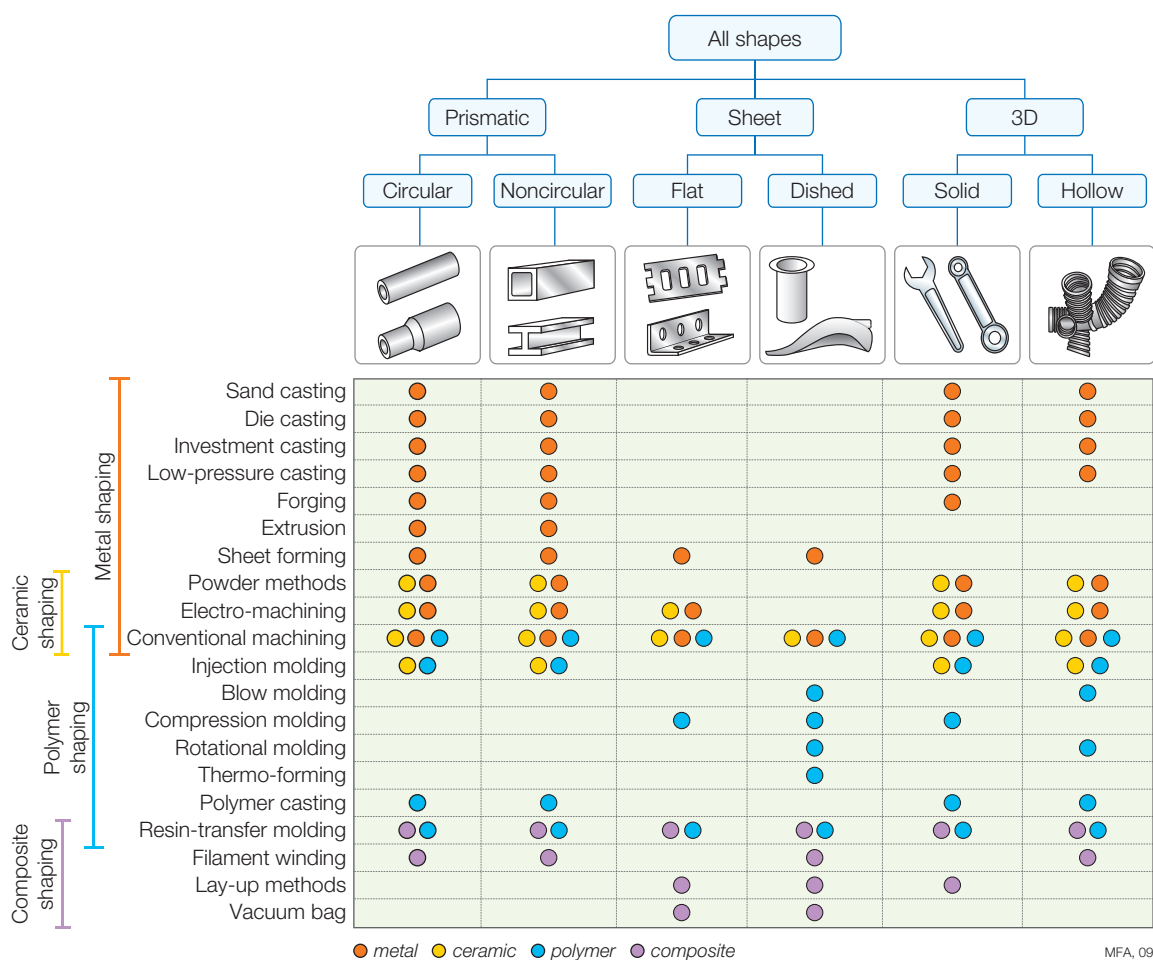 All shapes
Prismatic Sheet 3D
Circular Noncircular Flat Dished Solid Hollow
Metal shaping
Ceramic
shaping
Polymer
shaping
Composite
shaping
Sand casting
Die casting
Investment casting
Low-pressure casting
Forging
Extrusion
Sheet forming
Powder methods
Electro-machining
Conventional machining
Injection molding
Blow molding
Compression molding
Rotational molding
Thermo-forming
Polymer casting
Resin-transfer molding
Filament winding
Lay-up methods
Vacuum bag
metal ceramic polymer composite
MFA, 09